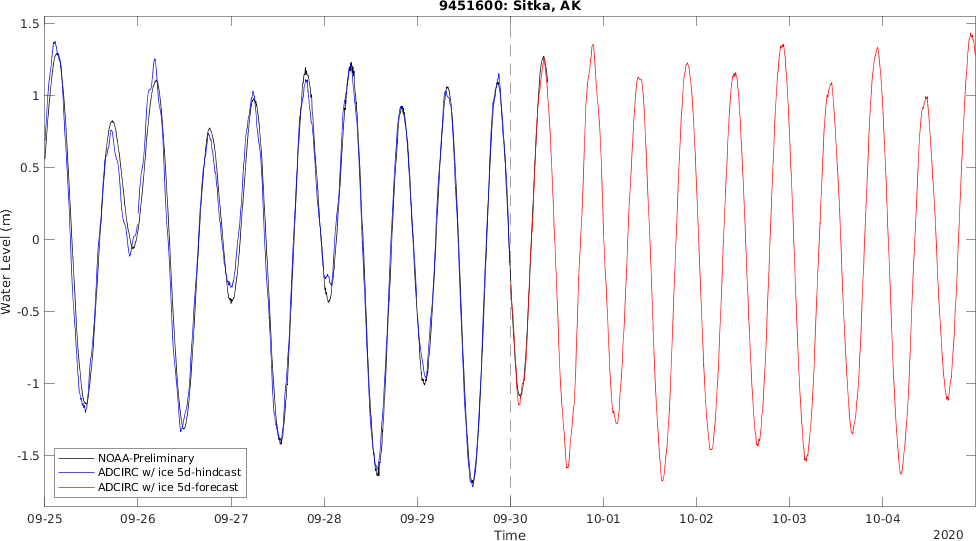 9451600: Sitka, AK
1.5
1
0.5
0
-0.5
-1
-1.5
Water Level (m)
NOAA-Preliminary
ADCIRC w/ ice 5d-hindcast
ADCIRC w/ ice 5d-forecast
09-25 09-26 09-27 09-28 09-29 09-30 10-01 10-02 10-03 10-04
Time
2020